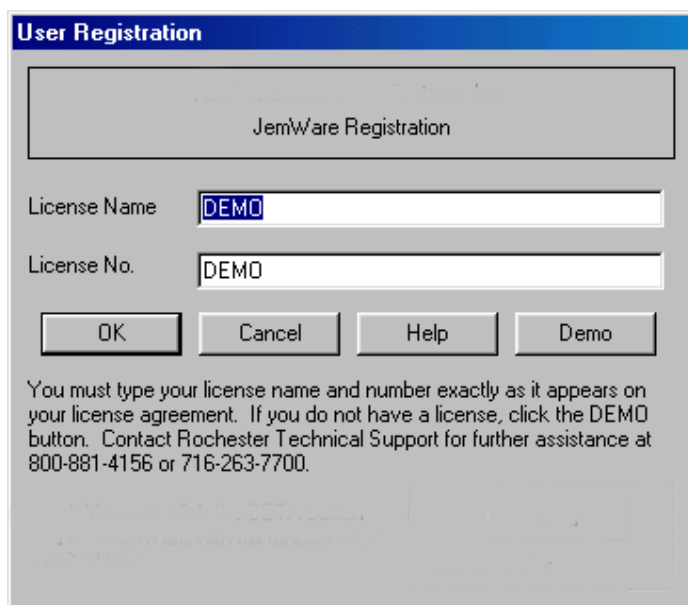 User Registration
JemWare Registration
License Name
DEMO
License No.
DEMO
OK
Cancel
Help
Demo
You must type your license name and number exactly as it appears on
your license agreement. If you do not have a license, click the DEMO
button. Contact Rochester Technical Support for further assistance at
800-881-4156 or 716-263-7700.